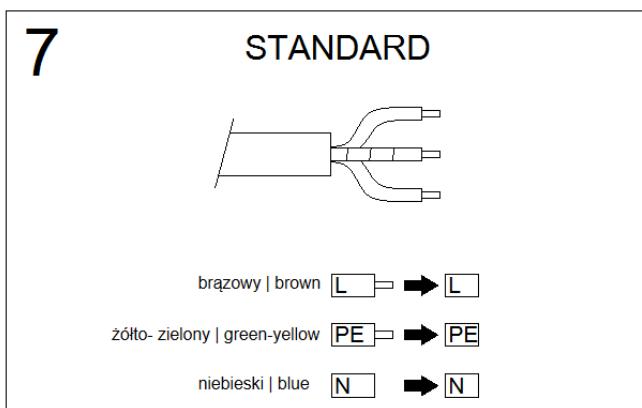 7
STANDARD
brązowy | brown L L
żółto- zielony | green-yellow PE PE
niebieski | blue N N